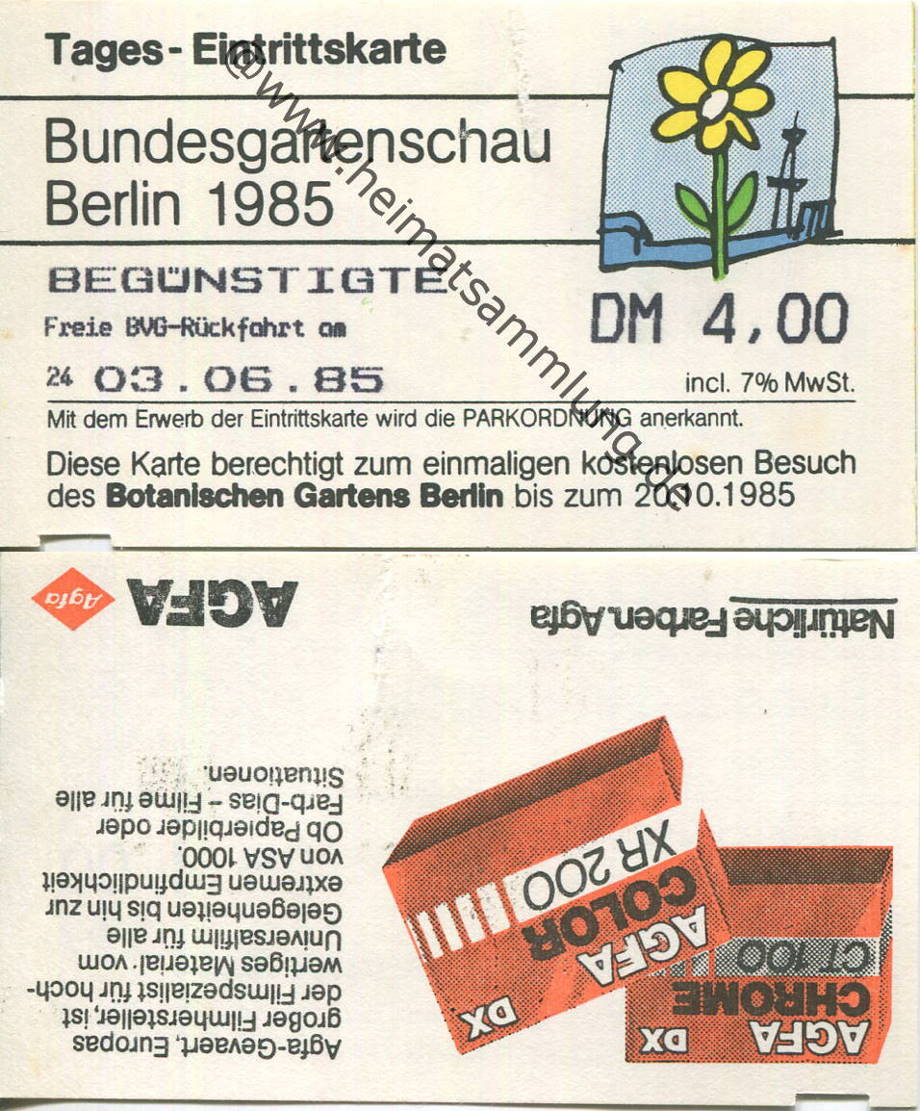 Tages-Eintrittskarte
Bundesgartenschau
Berlin 1985
BEGÜNSTIGTE
Freie BVG-Rückfahrt am
DM 4,00
24 03.06.85
incl. 7% MwSt.
Mit dem Erwerb der Eintrittskarte wird die PARKORDNUNG anerkannt.
Diese Karte berechtigt zum einmaligen kostenlosen Besuch
des Botanischen Gartens Berlin bis zum 20.10.1985
@www.heimatsammlung.de
Agfa-Gevaert, Europas
großer Filmhersteller, ist
der Filmspezialist für hoch-
wertiges Material · vom
Universalfilm für alle
Gelegenheiten bis hin zur
extremen Empfindlichkeit
von ASA 1000.
Ob Papierbilder oder
Farb-Dias – Filme für alle
Situationen.
AGFA
CHROME
DX
CT 100
AGFA
COLOR
DX
XR 200
Natürliche Farben. Agfa
AGFA
Agfa